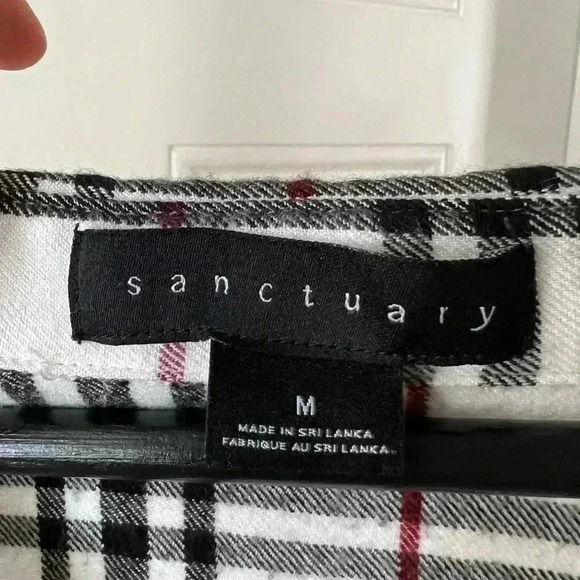 sanctuary
M
MADE IN SRI LANKA
FABRIQUE AU SRI LANKA